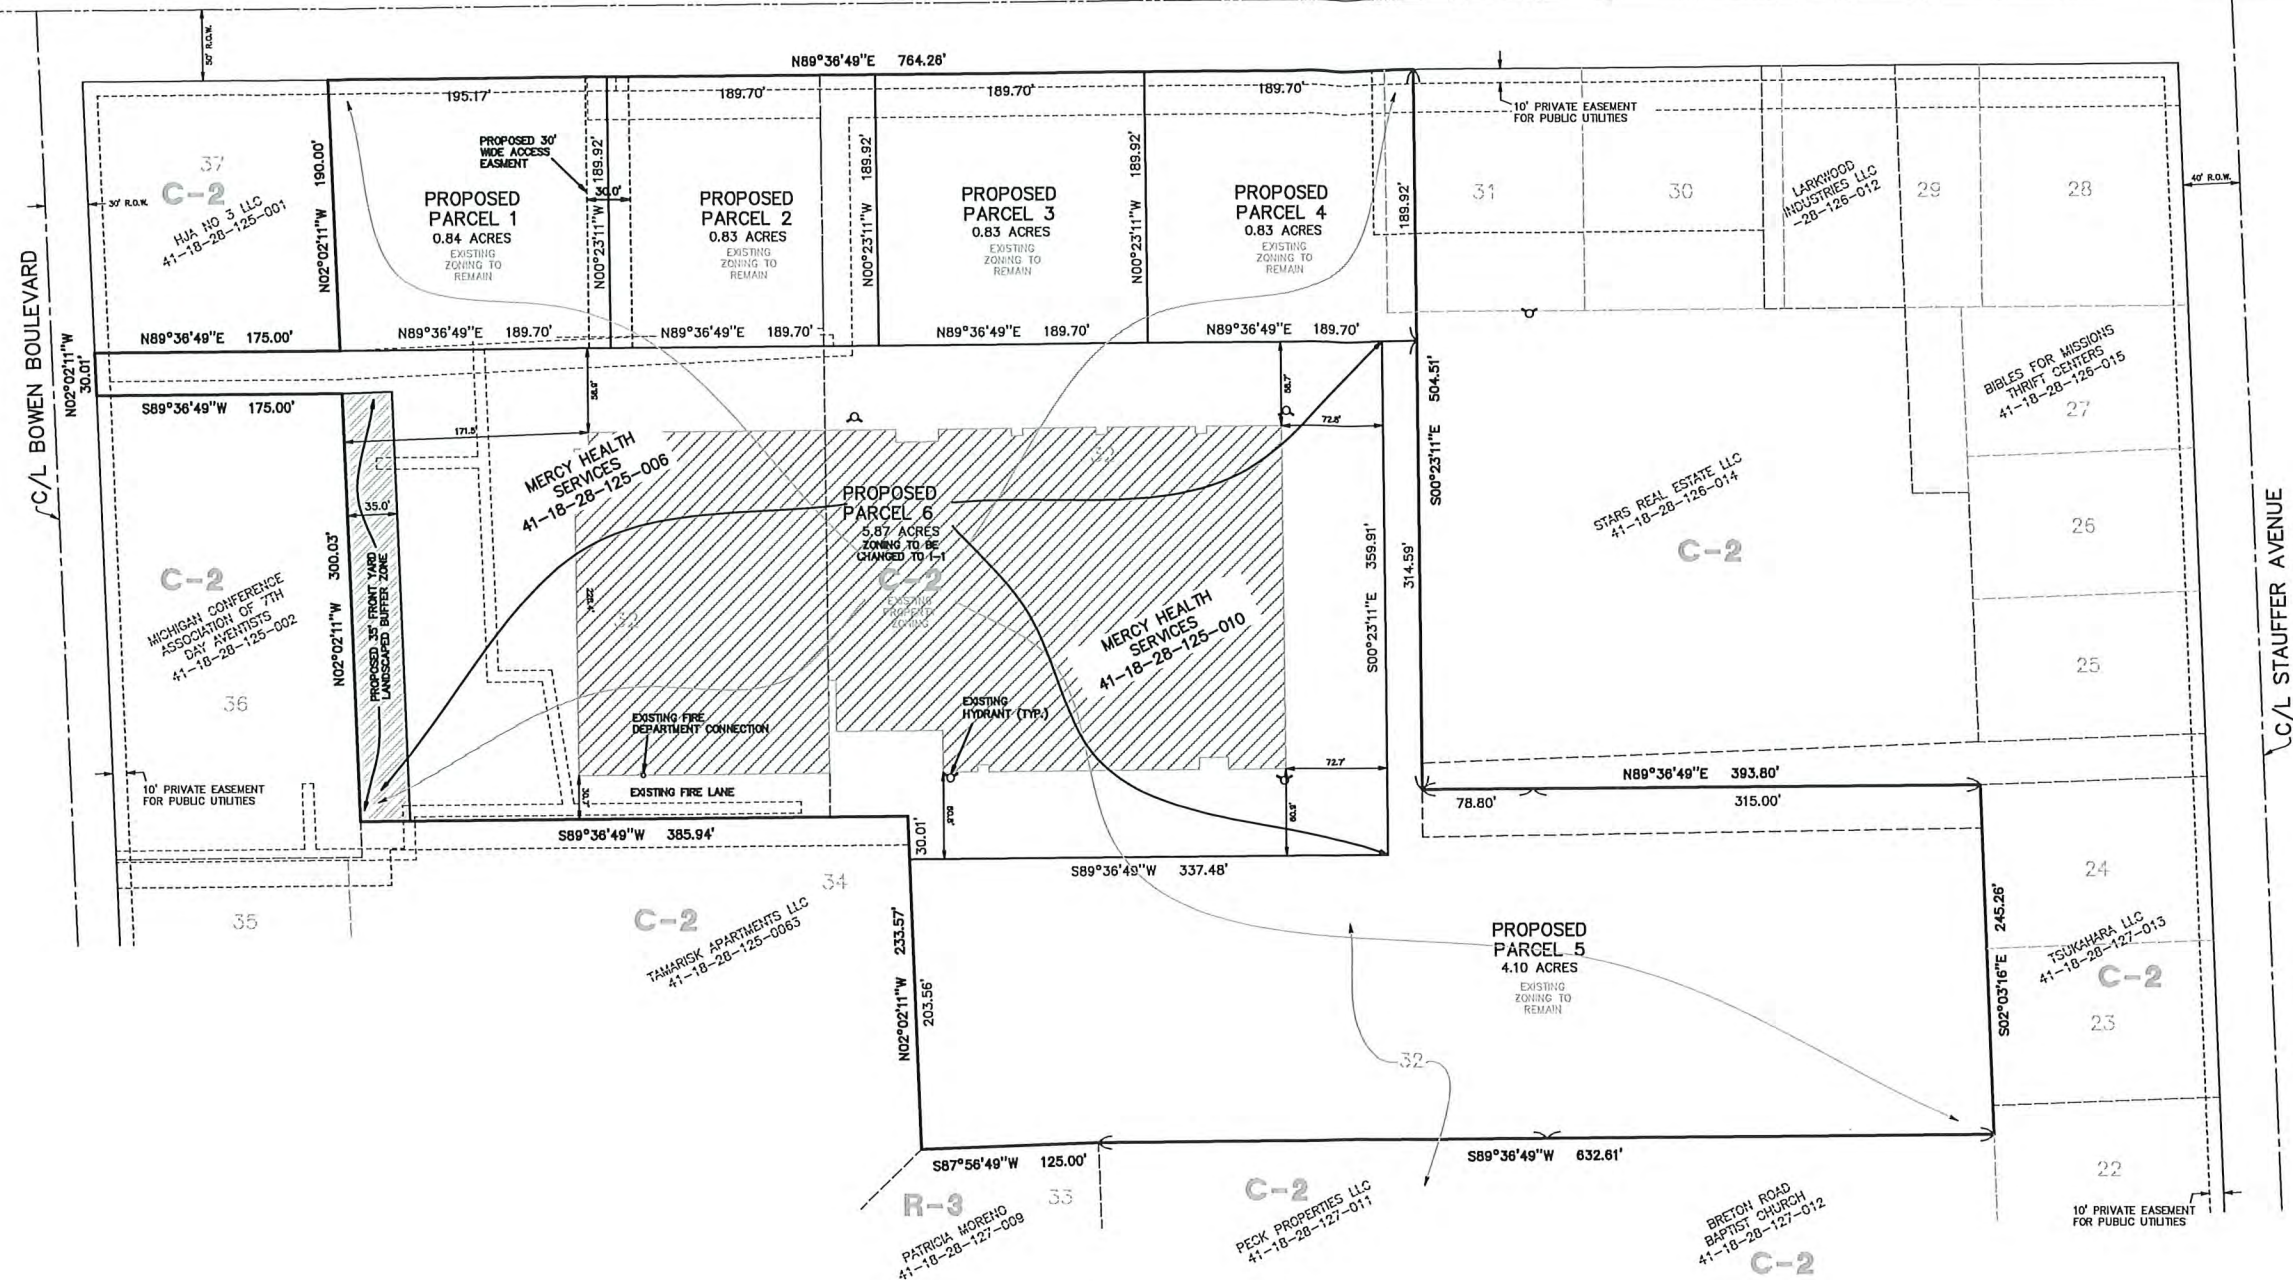 50' R.O.W.
N89°36'49"E 764.26'
195.17'
189.70'
189.70'
189.70'
10' PRIVATE EASEMENT
FOR PUBLIC UTILITIES
PROPOSED 30'
WIDE ACCESS
EASMENT
30.0'
N02°02'11"W 190.00'
37
C-2
HJA NO 3 LLC
41-18-28-125-001
30' R.O.W.
PROPOSED
PARCEL 1
0.84 ACRES
EXISTING
ZONING TO
REMAIN
N00°23'11"W 189.92'
PROPOSED
PARCEL 2
0.83 ACRES
EXISTING
ZONING TO
REMAIN
N00°23'11"W 189.92'
PROPOSED
PARCEL 3
0.83 ACRES
EXISTING
ZONING TO
REMAIN
N00°23'11"W 189.92'
PROPOSED
PARCEL 4
0.83 ACRES
EXISTING
ZONING TO
REMAIN
189.92'
31
30
LARKWOOD
INDUSTRIES LLC
-28-126-012
29
28
40' R.O.W.
C/L BOWEN BOULEVARD
N89°36'49"E 175.00'
N89°36'49"E 189.70'
N89°36'49"E 189.70'
N89°36'49"E 189.70'
N89°36'49"E 189.70'
N02°02'11"W
30.01'
S89°36'49"W 175.00'
58.9'
58.7'
72.8'
171.5'
S00°23'11"E 504.51'
BIBLES FOR MISSIONS
THRIFT CENTERS
41-18-28-126-015
27
MERCY HEALTH
SERVICES
41-18-28-125-006
32
35.0'
PROPOSED
PARCEL 6
5.87 ACRES
ZONING TO BE
CHANGED TO I-1
C-2
EXISTING
PROPERTY
ZONING
STARS REAL ESTATE LLC
41-18-28-126-014
C-2
26
25
C/L STAUFFER AVENUE
N02°02'11"W 300.03'
PROPOSED 35' FRONT YARD
LANDSCAPED BUFFER ZONE
S00°23'11"E 359.91'
314.59'
C-2
MICHIGAN CONFERENCE
ASSOCIATION OF 7TH
DAY AVENTISTS
41-18-28-125-002
36
32
MERCY HEALTH
SERVICES
41-18-28-125-010
EXISTING FIRE
DEPARTMENT CONNECTION
EXISTING
HYDRANT (TYP.)
72.7'
10' PRIVATE EASEMENT
FOR PUBLIC UTILITIES
EXISTING FIRE LANE
30.7'
N89°36'49"E 393.80'
78.80'
315.00'
S89°36'49"W 385.94'
30.01'
S89°36'49"W 337.48'
35
34
C-2
TAMARISK APARTMENTS LLC
41-18-28-125-0063
N02°02'11"W 233.57'
203.56'
PROPOSED
PARCEL 5
4.10 ACRES
EXISTING
ZONING TO
REMAIN
32
S02°03'16"E 245.26'
24
TSUKAHARA LLC
41-18-28-127-013
C-2
23
22
S87°56'49"W 125.00'
S89°36'49"W 632.61'
R-3
33
PATRICIA MORENO
41-18-28-127-009
C-2
PECK PROPERTIES LLC
41-18-28-127-011
BRETON ROAD
BAPTIST CHURCH
41-18-28-127-012
C-2
10' PRIVATE EASEMENT
FOR PUBLIC UTILITIES